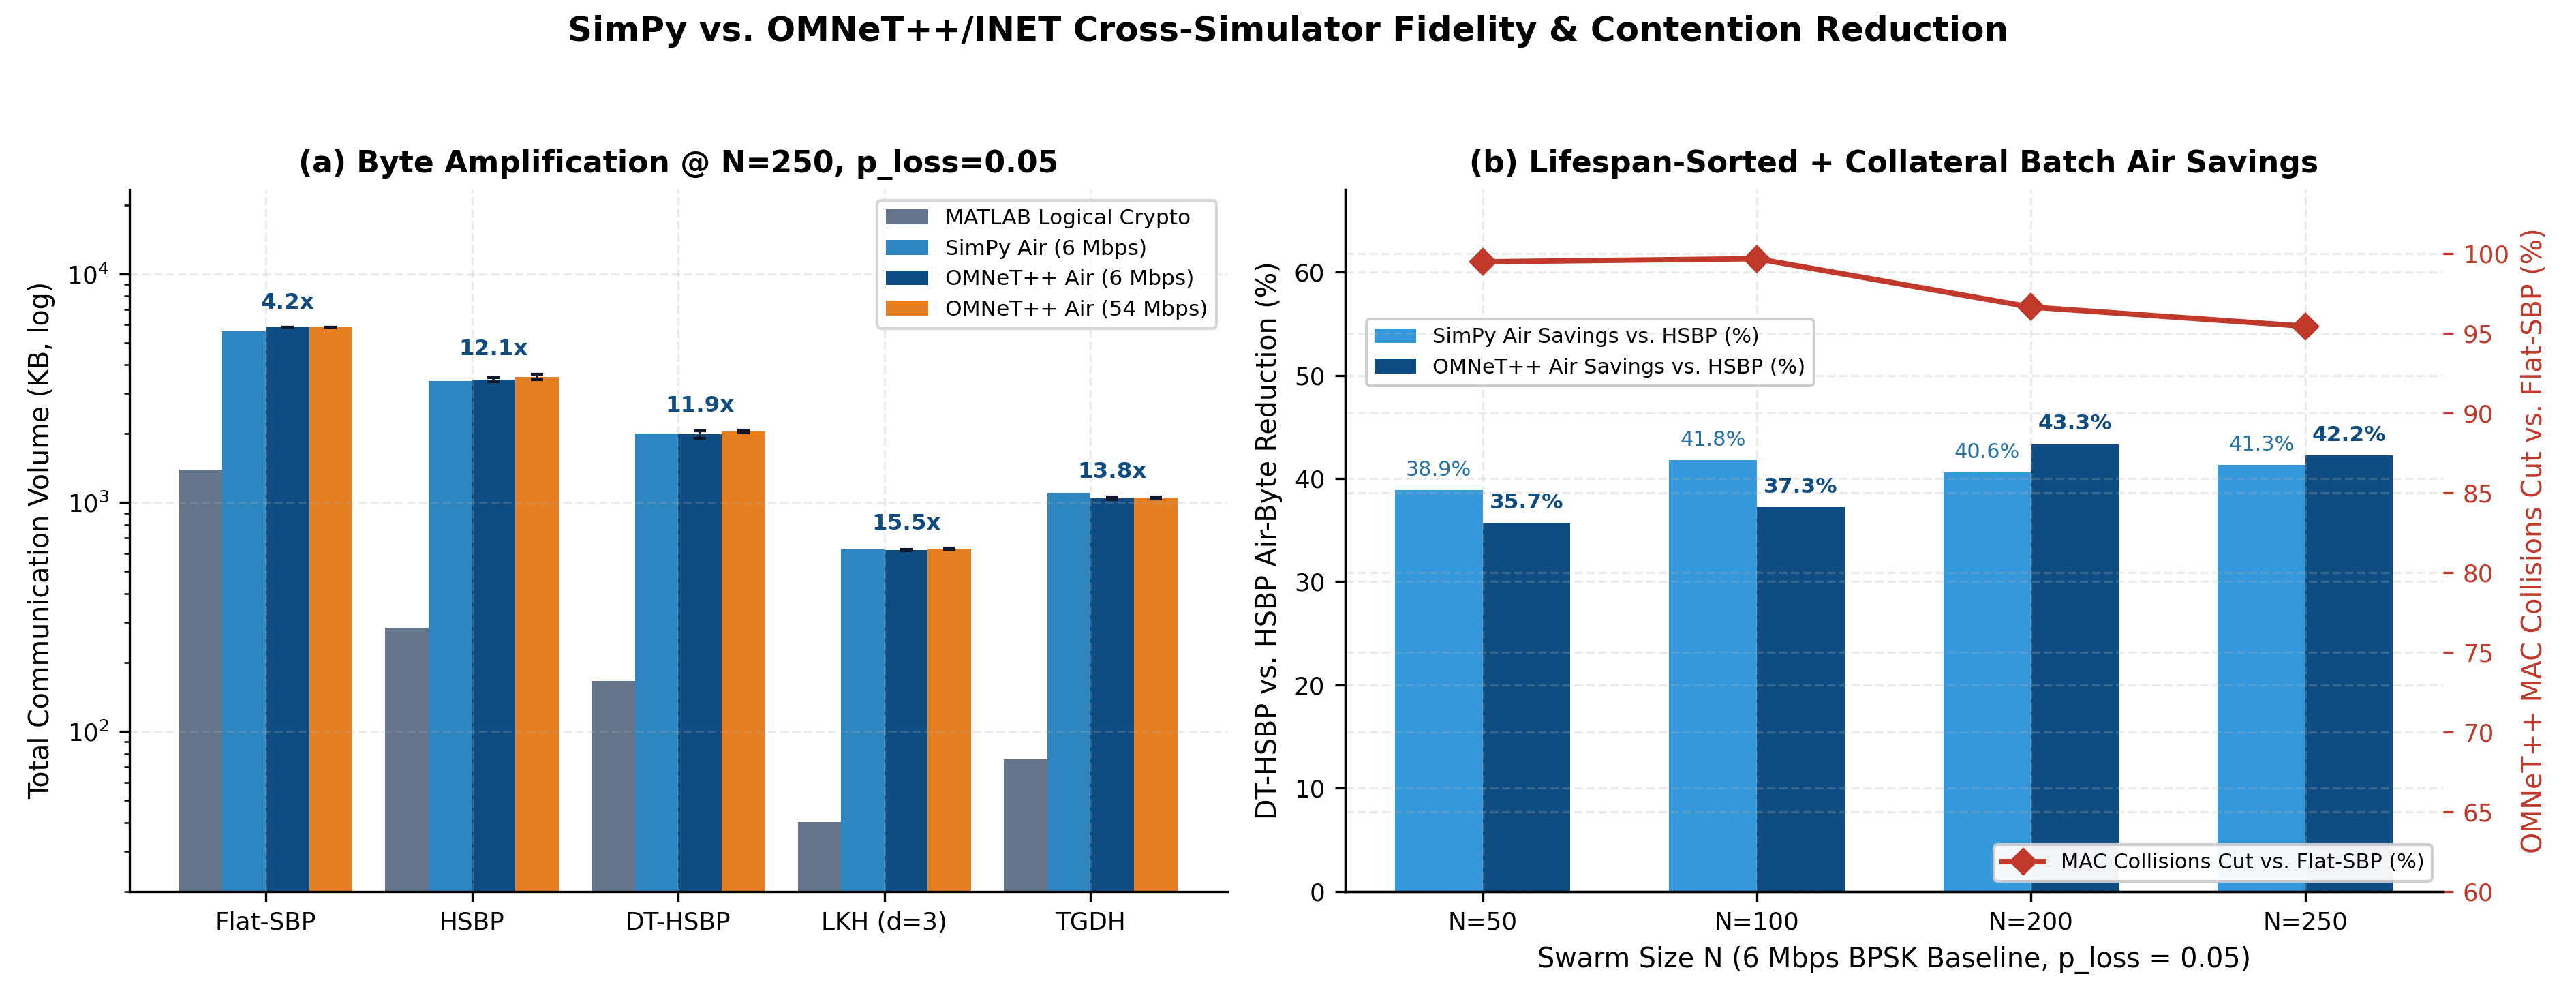 SimPy vs. OMNeT++/INET Cross-Simulator Fidelity & Contention Reduction
(a) Byte Amplification @ N=250, p_loss=0.05
Total Communication Volume (KB, log)
10⁴
10³
10²
MATLAB Logical Crypto
SimPy Air (6 Mbps)
OMNeT++ Air (6 Mbps)
OMNeT++ Air (54 Mbps)
4.2x
12.1x
11.9x
15.5x
13.8x
Flat-SBP
HSBP
DT-HSBP
LKH (d=3)
TGDH
(b) Lifespan-Sorted + Collateral Batch Air Savings
DT-HSBP vs. HSBP Air-Byte Reduction (%)
60
50
40
30
20
10
0
SimPy Air Savings vs. HSBP (%)
OMNeT++ Air Savings vs. HSBP (%)
38.9%
35.7%
41.8%
37.3%
40.6%
43.3%
41.3%
42.2%
MAC Collisions Cut vs. Flat-SBP (%)
N=50
N=100
N=200
N=250
Swarm Size N (6 Mbps BPSK Baseline, p_loss = 0.05)
100
95
90
85
80
75
70
65
60
OMNeT++ MAC Collisions Cut vs. Flat-SBP (%)